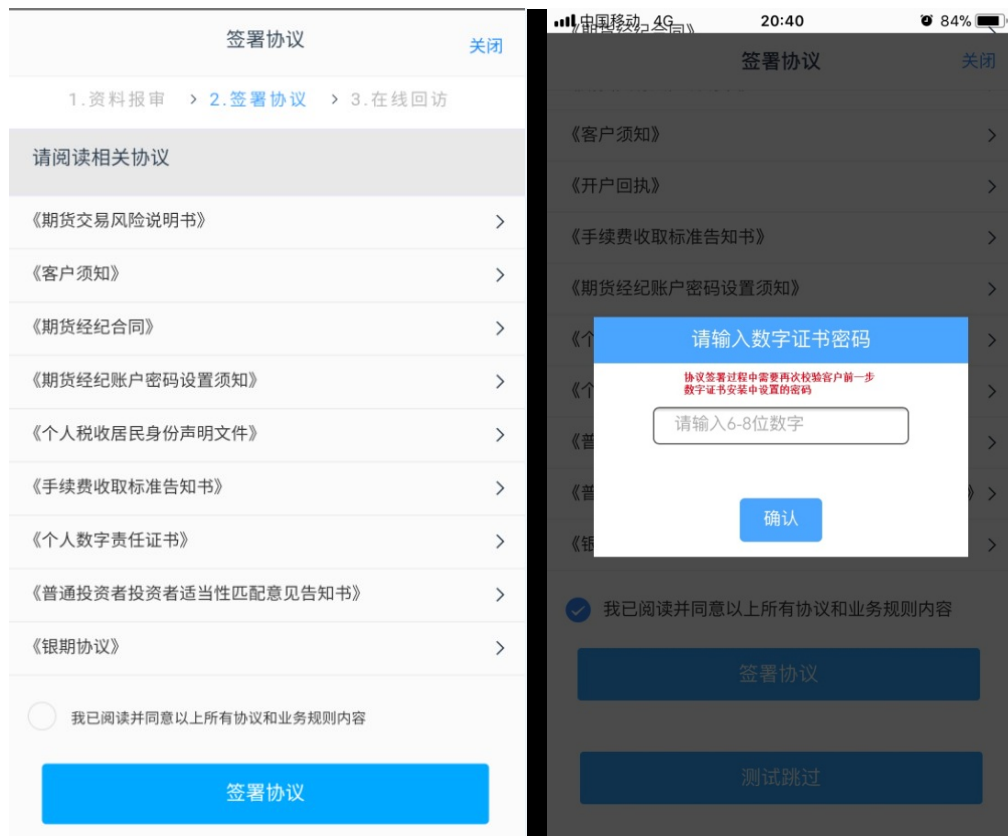 签署协议
关闭
1.资料报审 > 2.签署协议 > 3.在线回访
请阅读相关协议
《期货交易风险说明书》
《客户须知》
《期货经纪合同》
《期货经纪账户密码设置须知》
《个人税收居民身份声明文件》
《手续费收取标准告知书》
《个人数字责任证书》
《普通投资者投资者适当性匹配意见告知书》
《银期协议》
我已阅读并同意以上所有协议和业务规则内容
签署协议
中国移动 4G 20:40 84%
《期货经纪合同》
签署协议
关闭
《客户须知》
《开户回执》
《手续费收取标准告知书》
《期货经纪账户密码设置须知》
《个
请输入数字证书密码
协议签署过程中需要再次校验客户前一步
数字证书安装中设置的密码
《个
请输入6-8位数字
《普
《普
》
确认
《银
我已阅读并同意以上所有协议和业务规则内容
签署协议
测试跳过